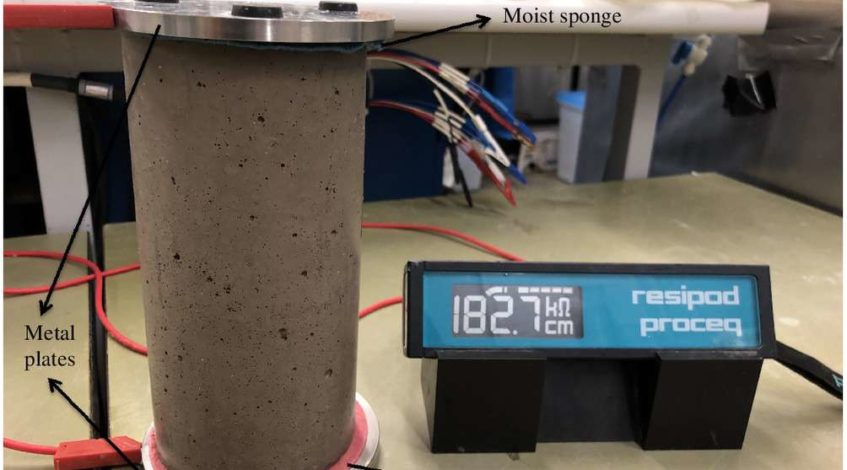 Moist sponge
182.7 kΩ
cm
resipod
proceq
Metal
plates